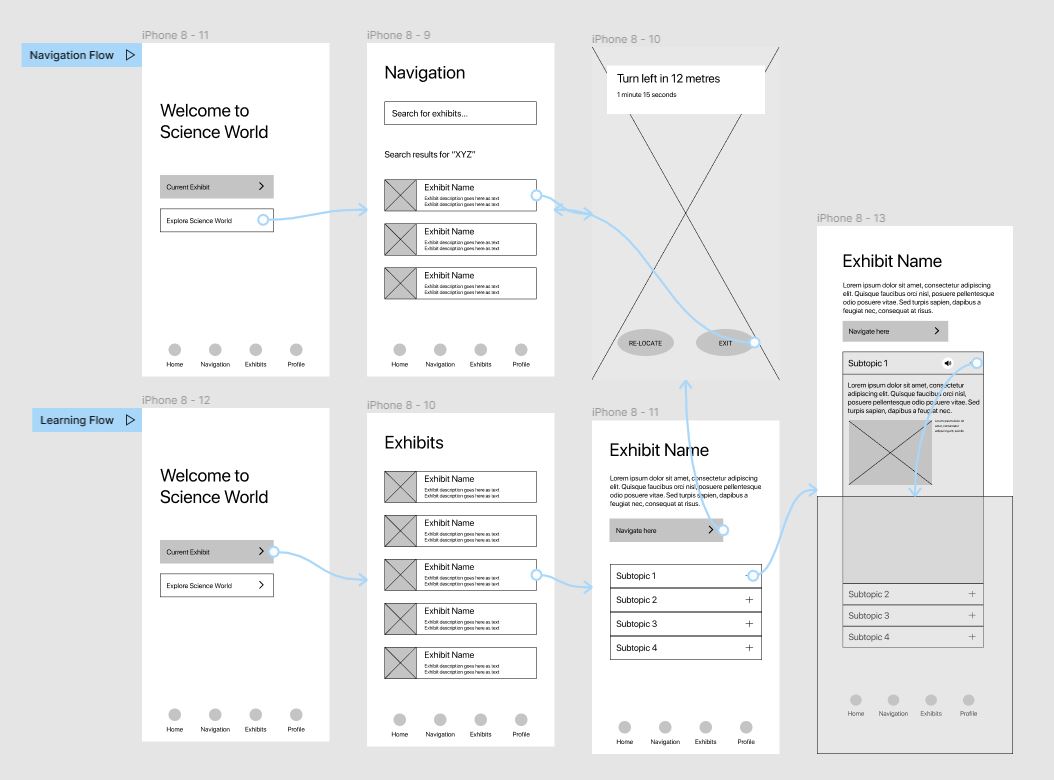 iPhone 8 - 11
Navigation Flow
Welcome to
Science World
Current Exhibit
Explore Science World
Home Navigation Exhibits Profile
iPhone 8 - 9
Navigation
Search for exhibits...
Search results for "XYZ"
Exhibit Name
Exhibit description goes here as text
Exhibit description goes here as text
Exhibit Name
Exhibit description goes here as text
Exhibit description goes here as text
Exhibit Name
Exhibit description goes here as text
Exhibit description goes here as text
Home Navigation Exhibits Profile
iPhone 8 - 10
Turn left in 12 metres
1 minute 15 seconds
RE-LOCATE EXIT
iPhone 8 - 12
Learning Flow
Welcome to
Science World
Current Exhibit
Explore Science World
Home Navigation Exhibits Profile
iPhone 8 - 10
Exhibits
Exhibit Name
Exhibit description goes here as text
Exhibit description goes here as text
Exhibit Name
Exhibit description goes here as text
Exhibit description goes here as text
Exhibit Name
Exhibit description goes here as text
Exhibit description goes here as text
Exhibit Name
Exhibit description goes here as text
Exhibit description goes here as text
Exhibit Name
Exhibit description goes here as text
Exhibit description goes here as text
Home Navigation Exhibits Profile
iPhone 8 - 11
Exhibit Name
Lorem ipsum dolor sit amet, consectetur adipiscing
elit. Quisque faucibus orci nisl, posuere pellentesque
odio posuere vitae. Sed turpis sapien, dapibus a
feugiat nec, consequat at risus.
Navigate here
Subtopic 1
Subtopic 2 +
Subtopic 3 +
Subtopic 4 +
Home Navigation Exhibits Profile
iPhone 8 - 13
Exhibit Name
Lorem ipsum dolor sit amet, consectetur adipiscing
elit. Quisque faucibus orci nisl, posuere pellentesque
odio posuere vitae. Sed turpis sapien, dapibus a
feugiat nec, consequat at risus.
Navigate here
Subtopic 1
Lorem ipsum dolor sit amet, consectetur
adipiscing elit. Quisque faucibus orci nisl,
posuere pellentesque odio posuere vitae. Sed
turpis sapien, dapibus a feugiat nec.
Subtopic 2 +
Subtopic 3 +
Subtopic 4 +
Home Navigation Exhibits Profile